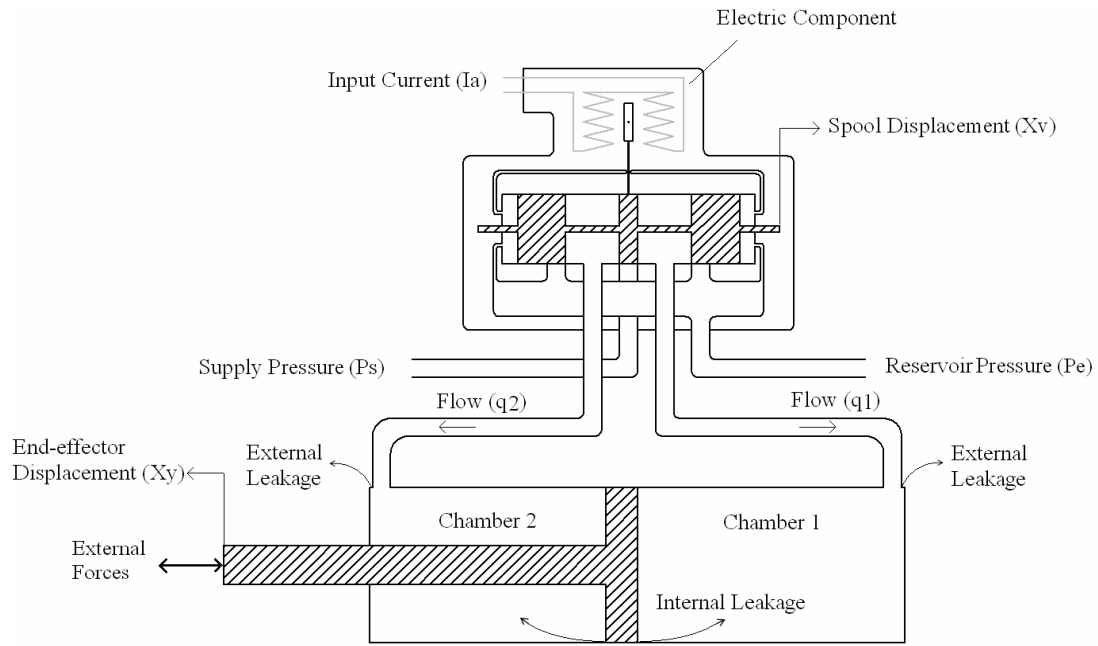 Electric Component
Input Current (Ia)
Spool Displacement (Xv)
Supply Pressure (Ps)
Reservoir Pressure (Pe)
Flow (q2)
Flow (q1)
End-effector
Displacement (Xy)
External
Leakage
External
Leakage
Chamber 2
Chamber 1
External
Forces
Internal Leakage